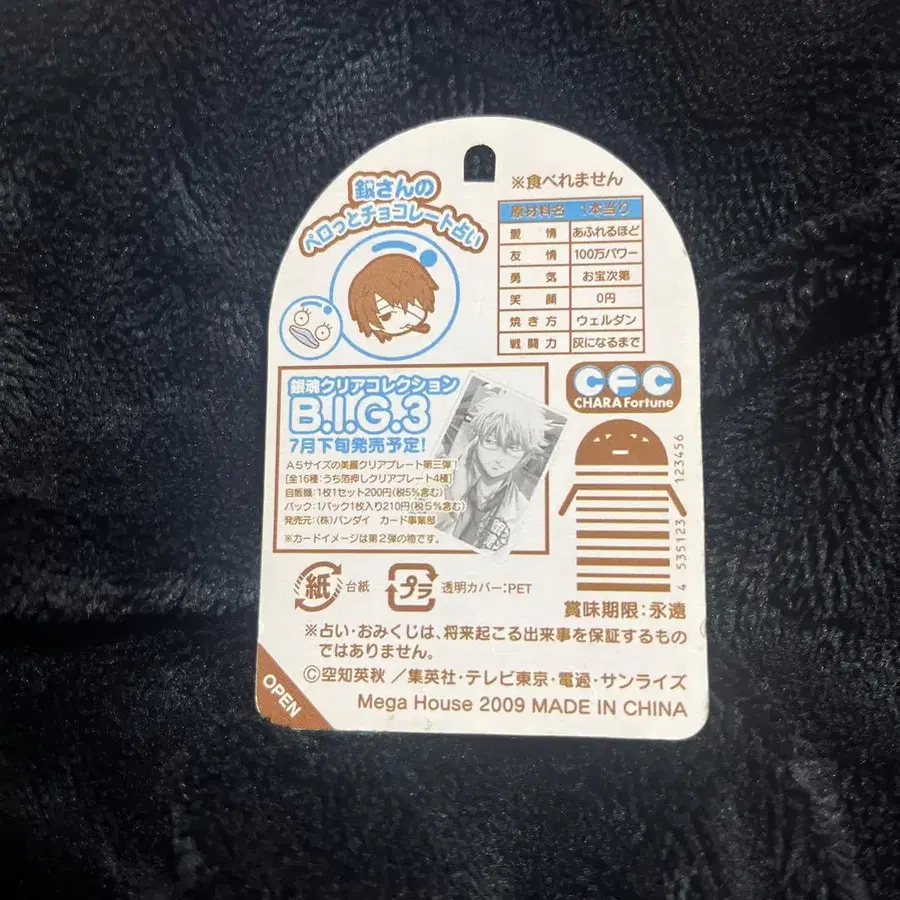 銀さんの
ペロっとチョコレート占い
※食べれません
原材料名 1本当り
愛情 あふれるほど
友情 100万パワー
勇気 お宝次第
笑顔 0円
焼き方 ウェルダン
戦闘力 灰になるまで
銀魂クリアコレクション
B.I.G.3
7月下旬発売予定!
A5サイズの美麗クリアプレート第三弾!
[全16種:うち箔押しクリアプレート4種]
自販機:1枚1セット200円(税5%含む)
パック:1パック1枚入り210円(税5%含む)
発売元:(株)バンダイ カード事業部
※カードイメージは第2弾の物です。
CFC
CHARA Fortune
4 535123 123456
紙 台紙
プラ 透明カバー:PET
賞味期限:永遠
※占い・おみくじは、将来起こる出来事を保証するもの
ではありません。
©空知英秋/集英社・テレビ東京・電通・サンライズ
Mega House 2009 MADE IN CHINA
OPEN